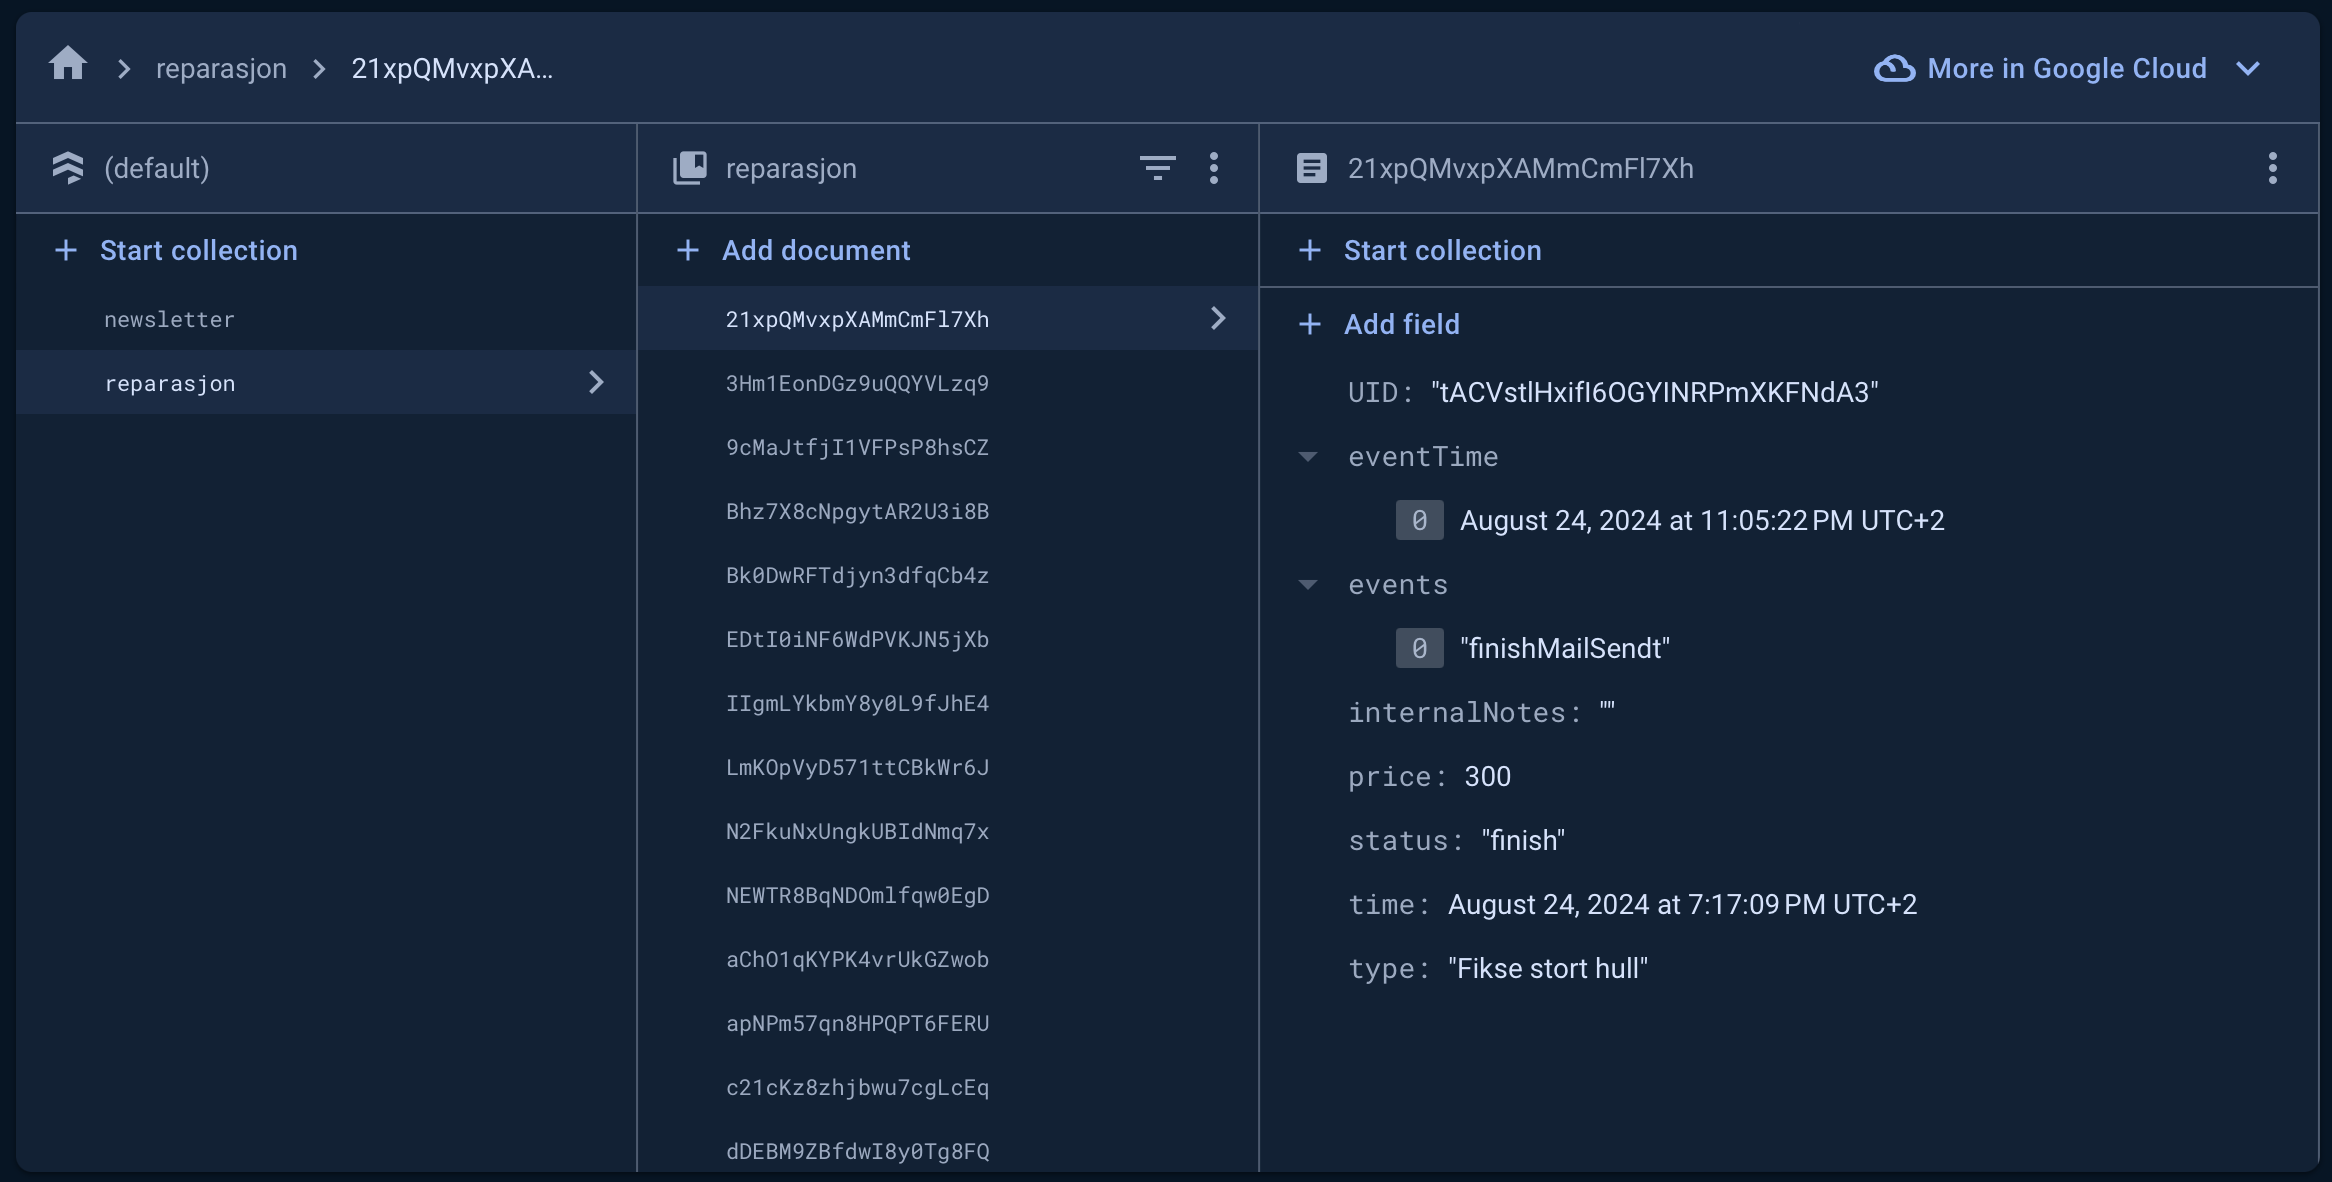 reparasjon
21xpQMvxpXA...
More in Google Cloud
(default)
Start collection
newsletter
reparasjon
reparasjon
Add document
21xpQMvxpXAMmCmFl7Xh
3Hm1EonDGz9uQQYVLzq9
9cMaJtfjI1VFPsP8hsCZ
Bhz7X8cNpgytAR2U3i8B
Bk0DwRFTdjyn3dfqCb4z
EDtI0iNF6WdPVKJN5jXb
IIgmLYkbmY8y0L9fJhE4
LmKOpVyD571ttCBkWr6J
N2FkuNxUngkUBIdNmq7x
NEWTR8BqNDOmlfqw0EgD
aChO1qKYPK4vrUkGZwob
apNPm57qn8HPQPT6FERU
c21cKz8zhjbwu7cgLcEq
dDEBM9ZBfdwI8y0Tg8FQ
21xpQMvxpXAMmCmFl7Xh
Start collection
Add field
UID: "tACVstlHxifI6OGYINRPmXKFNdA3"
eventTime
0 August 24, 2024 at 11:05:22 PM UTC+2
events
0 "finishMailSendt"
internalNotes: ""
price: 300
status: "finish"
time: August 24, 2024 at 7:17:09 PM UTC+2
type: "Fikse stort hull"